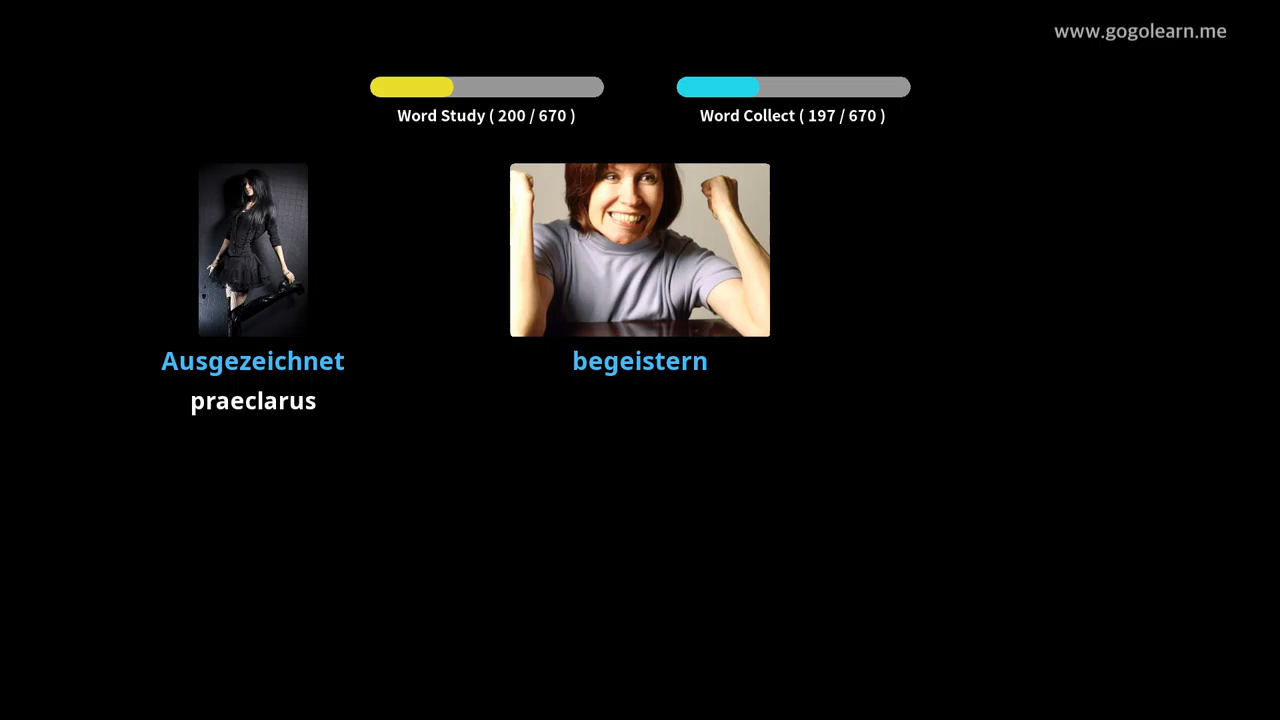 www.gogolearn.me
Word Study ( 200 / 670 )
Word Collect ( 197 / 670 )
Ausgezeichnet
praeclarus
begeistern